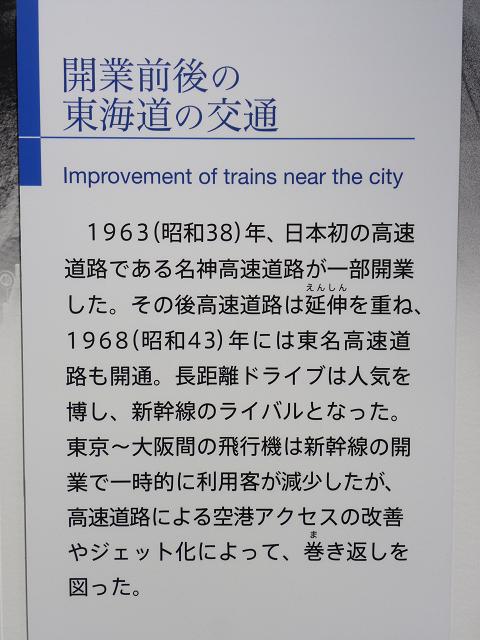 開業前後の
東海道の交通
Improvement of trains near the city
1963(昭和38)年、日本初の高速
道路である名神高速道路が一部開業
えんしん
した。その後高速道路は延伸を重ね、
1968(昭和43)年には東名高速道
路も開通。長距離ドライブは人気を
博し、新幹線のライバルとなった。
東京～大阪間の飛行機は新幹線の開
業で一時的に利用客が減少したが、
高速道路による空港アクセスの改善
ま
やジェット化によって、巻き返しを
図った。